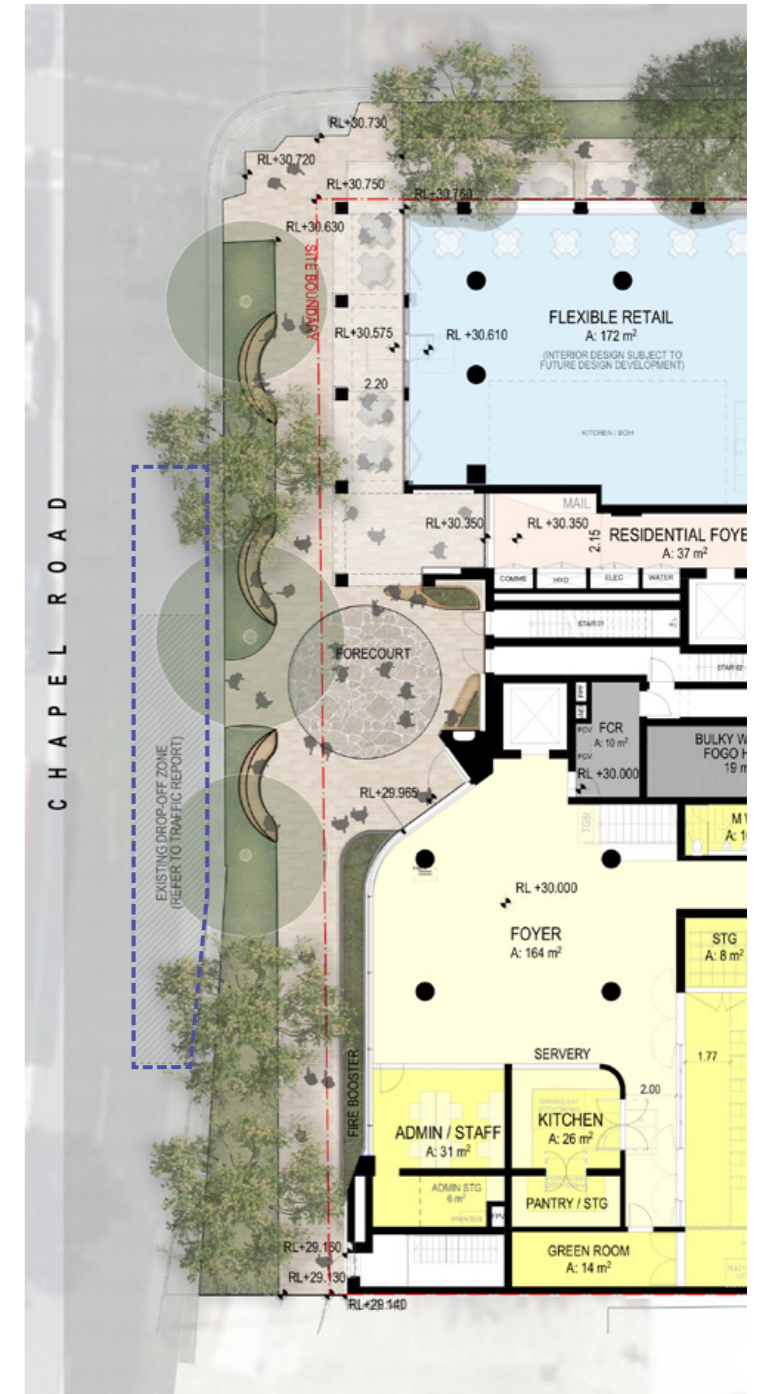 RL+30.730
RL+30.720
RL+30.750
RL+30.760
RL+30.630
SITE BOUNDARY
FLEXIBLE RETAIL
A: 172 m²
(INTERIOR DESIGN SUBJECT TO
FUTURE DESIGN DEVELOPMENT)
RL+30.575
RL +30.610
2.20
KITCHEN / BOH
CHAPEL ROAD
MAIL
RL+30.350
RL +30.350
2.15
RESIDENTIAL FOYE
A: 37 m²
COMMS
HYD
ELEC
WATER
STAIR 01
STAIR 02
FORECOURT
EXISTING DROP-OFF ZONE
(REFER TO TRAFFIC REPORT)
FCR
A: 10 m²
FCV
FCV
RL +30.000
BULKY W
FOGO H
19 m
RL+29.965
TGSI
M W
A: 1
RL +30.000
FOYER
A: 164 m²
STG
A: 8 m²
SERVERY
1.77
2.00
FIRE BOOSTER
ADMIN / STAFF
A: 31 m²
KITCHEN
A: 26 m²
ADMIN STG
6 m²
PRINTER
PANTRY / STG
GREEN ROOM
A: 14 m²
RL+29.160
RL+29.130
RL+29.140